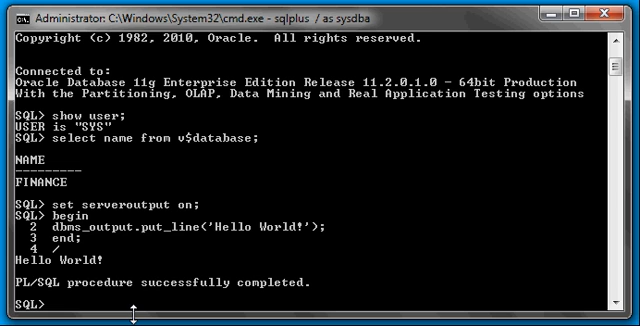 Administrator: C:\Windows\System32\cmd.exe - sqlplus / as sysdba
Copyright (c) 1982, 2010, Oracle.  All rights reserved.
Connected to:
Oracle Database 11g Enterprise Edition Release 11.2.0.1.0 - 64bit Production
With the Partitioning, OLAP, Data Mining and Real Application Testing options
SQL> show user;
USER is "SYS"
SQL> select name from v$database;
NAME
---------
FINANCE
SQL> set serveroutput on;
SQL> begin
  2  dbms_output.put_line('Hello World!');
  3  end;
  4  /
Hello World!
PL/SQL procedure successfully completed.
SQL>